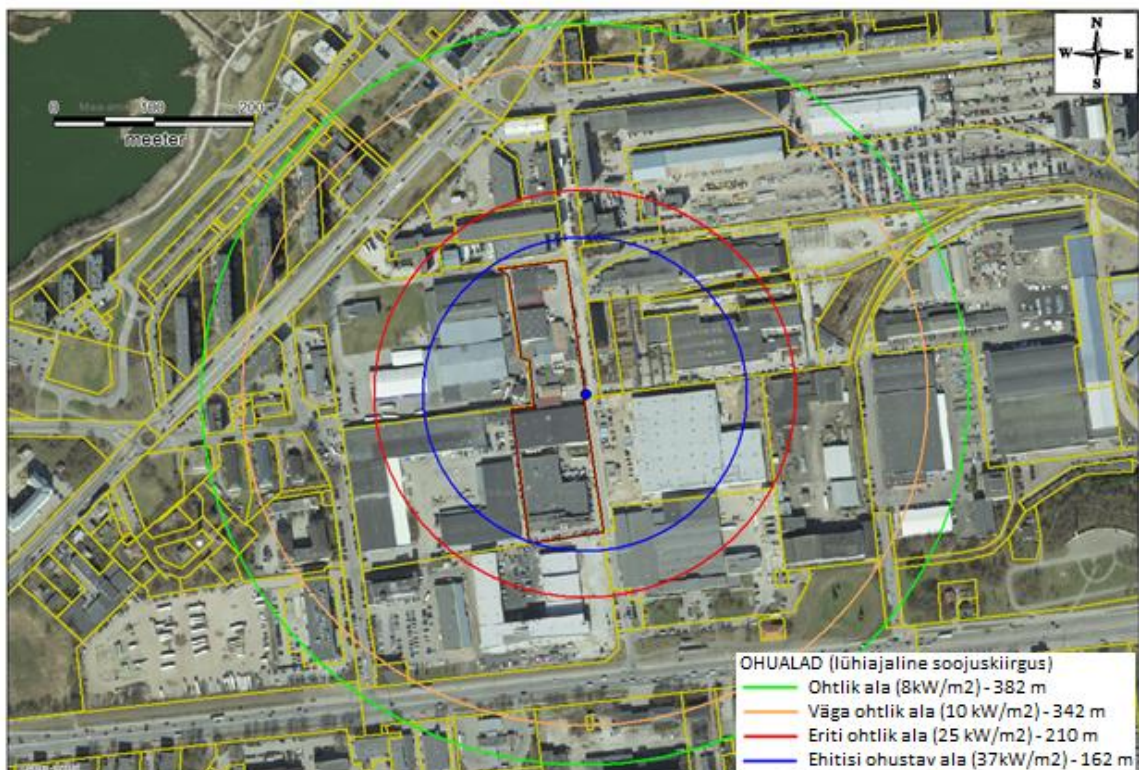 N
W E
S
0 100 200
meeter
OHUALAD (lühiajaline soojuskiirgus)
Ohtlik ala (8kW/m2) - 382 m
Väga ohtlik ala (10 kW/m2) - 342 m
Eriti ohtlik ala (25 kW/m2) - 210 m
Ehitisi ohustav ala (37kW/m2) - 162 m